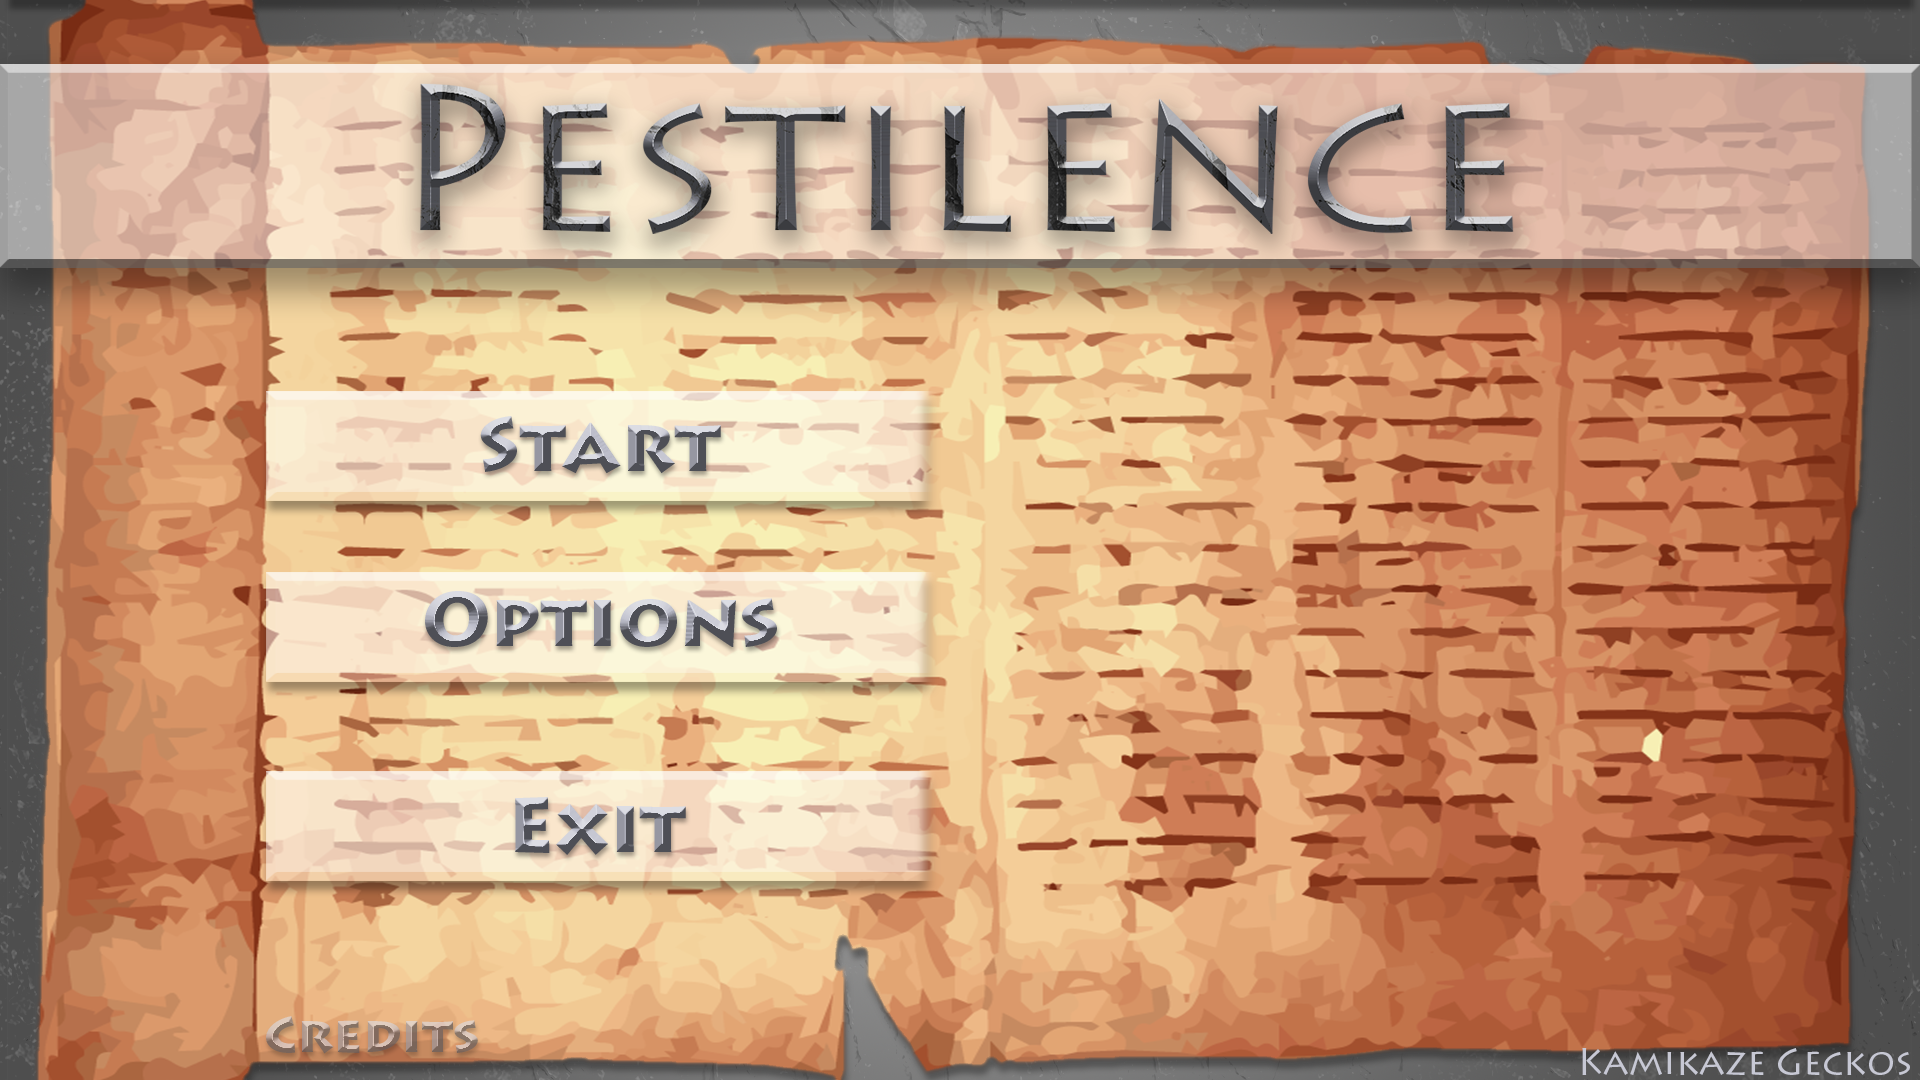 Pestilence
Start
Options
Exit
Credits
Kamikaze Geckos